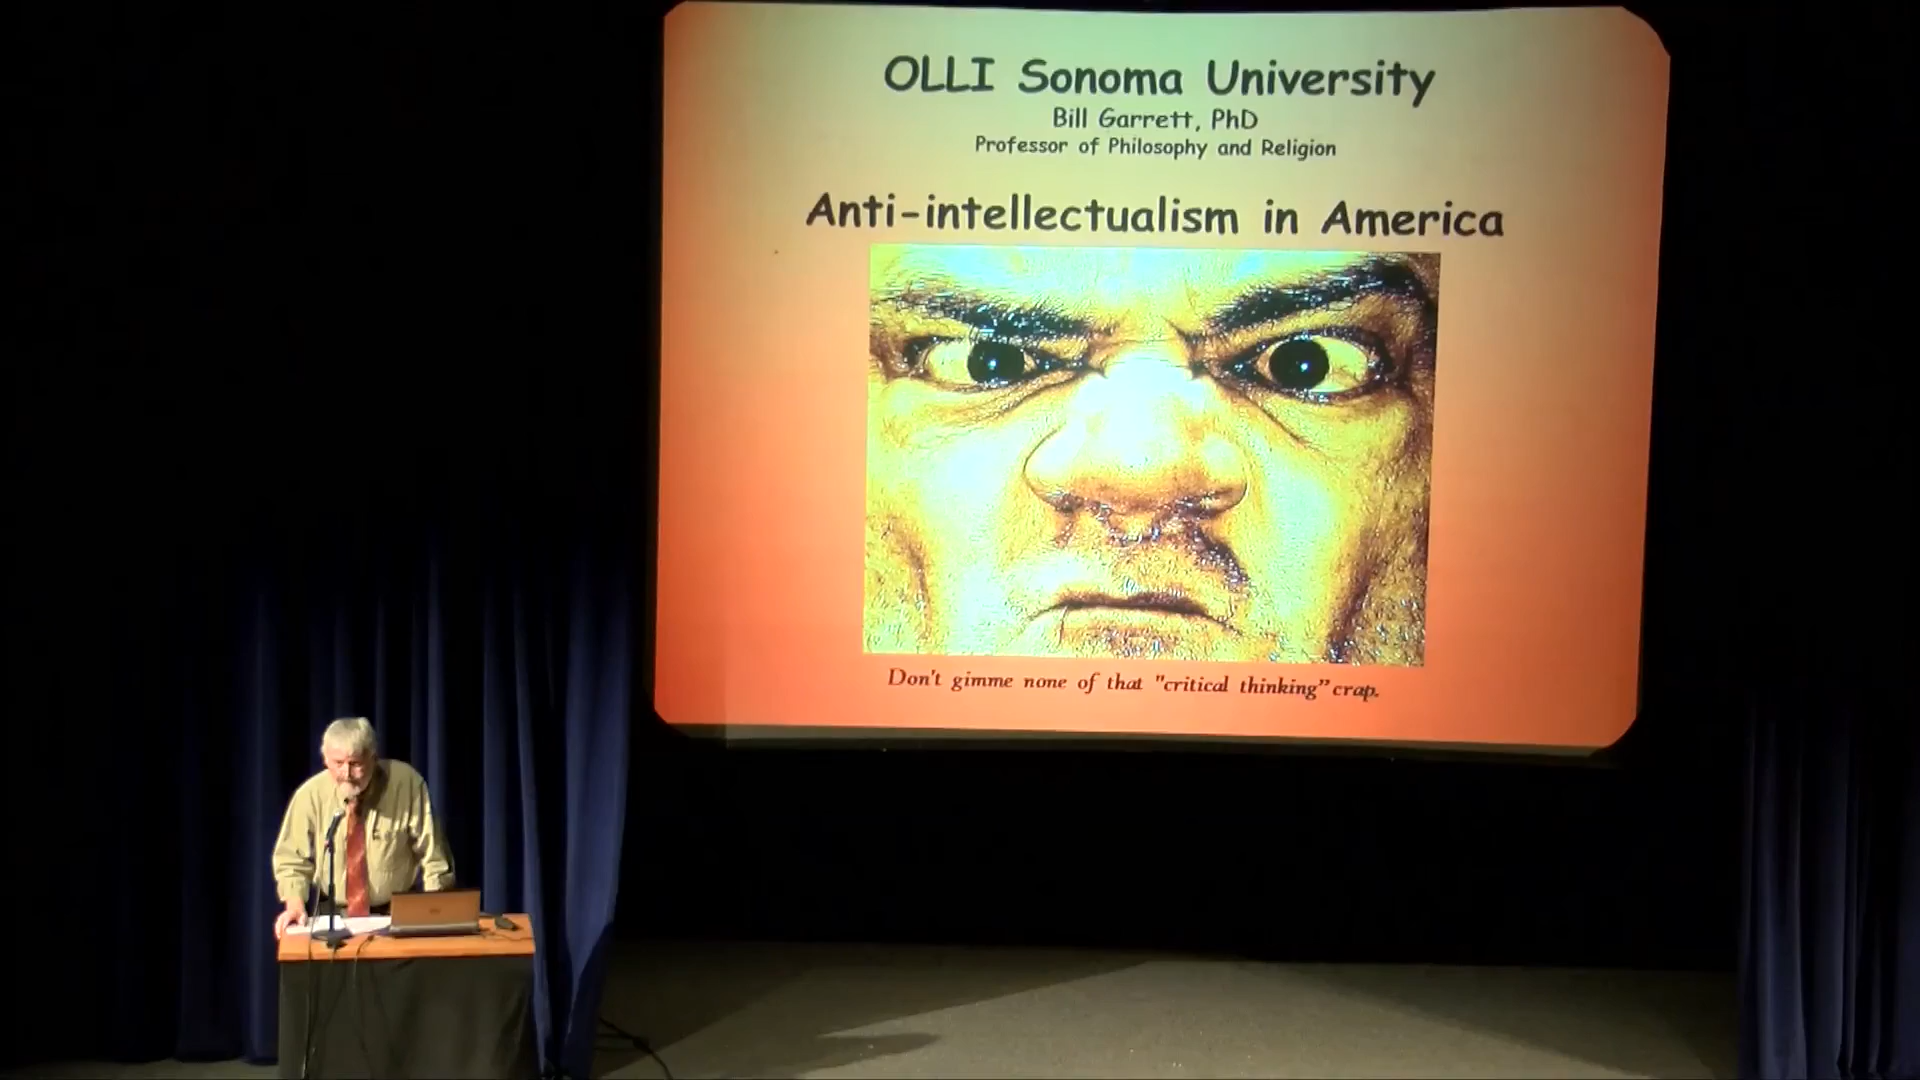 OLLI Sonoma University
Bill Garrett, PhD
Professor of Philosophy and Religion
Anti-intellectualism in America
Don't gimme none of that "critical thinking” crap.